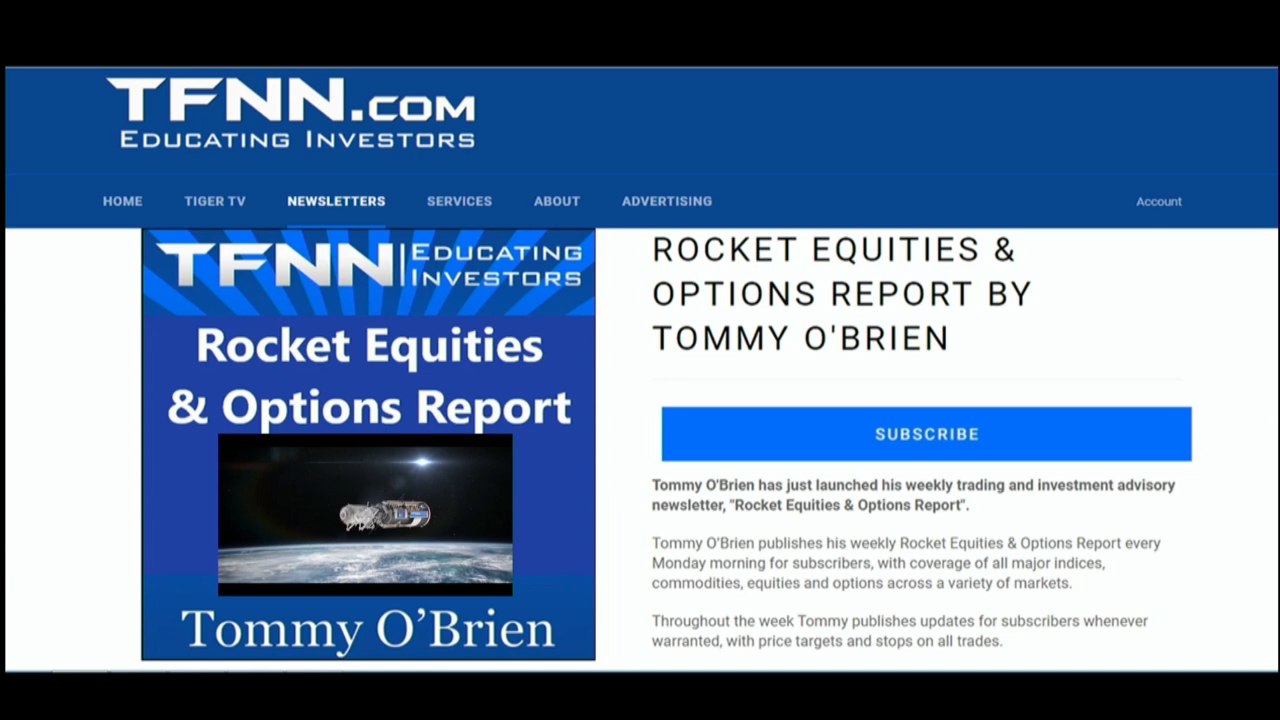 TFNN.COM
EDUCATING INVESTORS
HOME TIGER TV NEWSLETTERS SERVICES ABOUT ADVERTISING Account
TFNN | EDUCATING
INVESTORS
Rocket Equities
& Options Report
Tommy O’Brien
ROCKET EQUITIES &
OPTIONS REPORT BY
TOMMY O'BRIEN
SUBSCRIBE
Tommy O'Brien has just launched his weekly trading and investment advisory
newsletter, "Rocket Equities & Options Report".
Tommy O'Brien publishes his weekly Rocket Equities & Options Report every
Monday morning for subscribers, with coverage of all major indices,
commodities, equities and options across a variety of markets.
Throughout the week Tommy publishes updates for subscribers whenever
warranted, with price targets and stops on all trades.